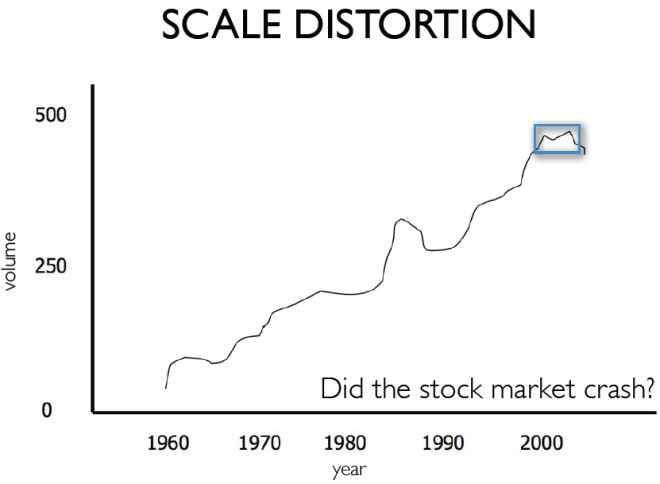 SCALE DISTORTION
500
volume
250
Did the stock market crash?
0
1960 1970 1980 1990 2000
year